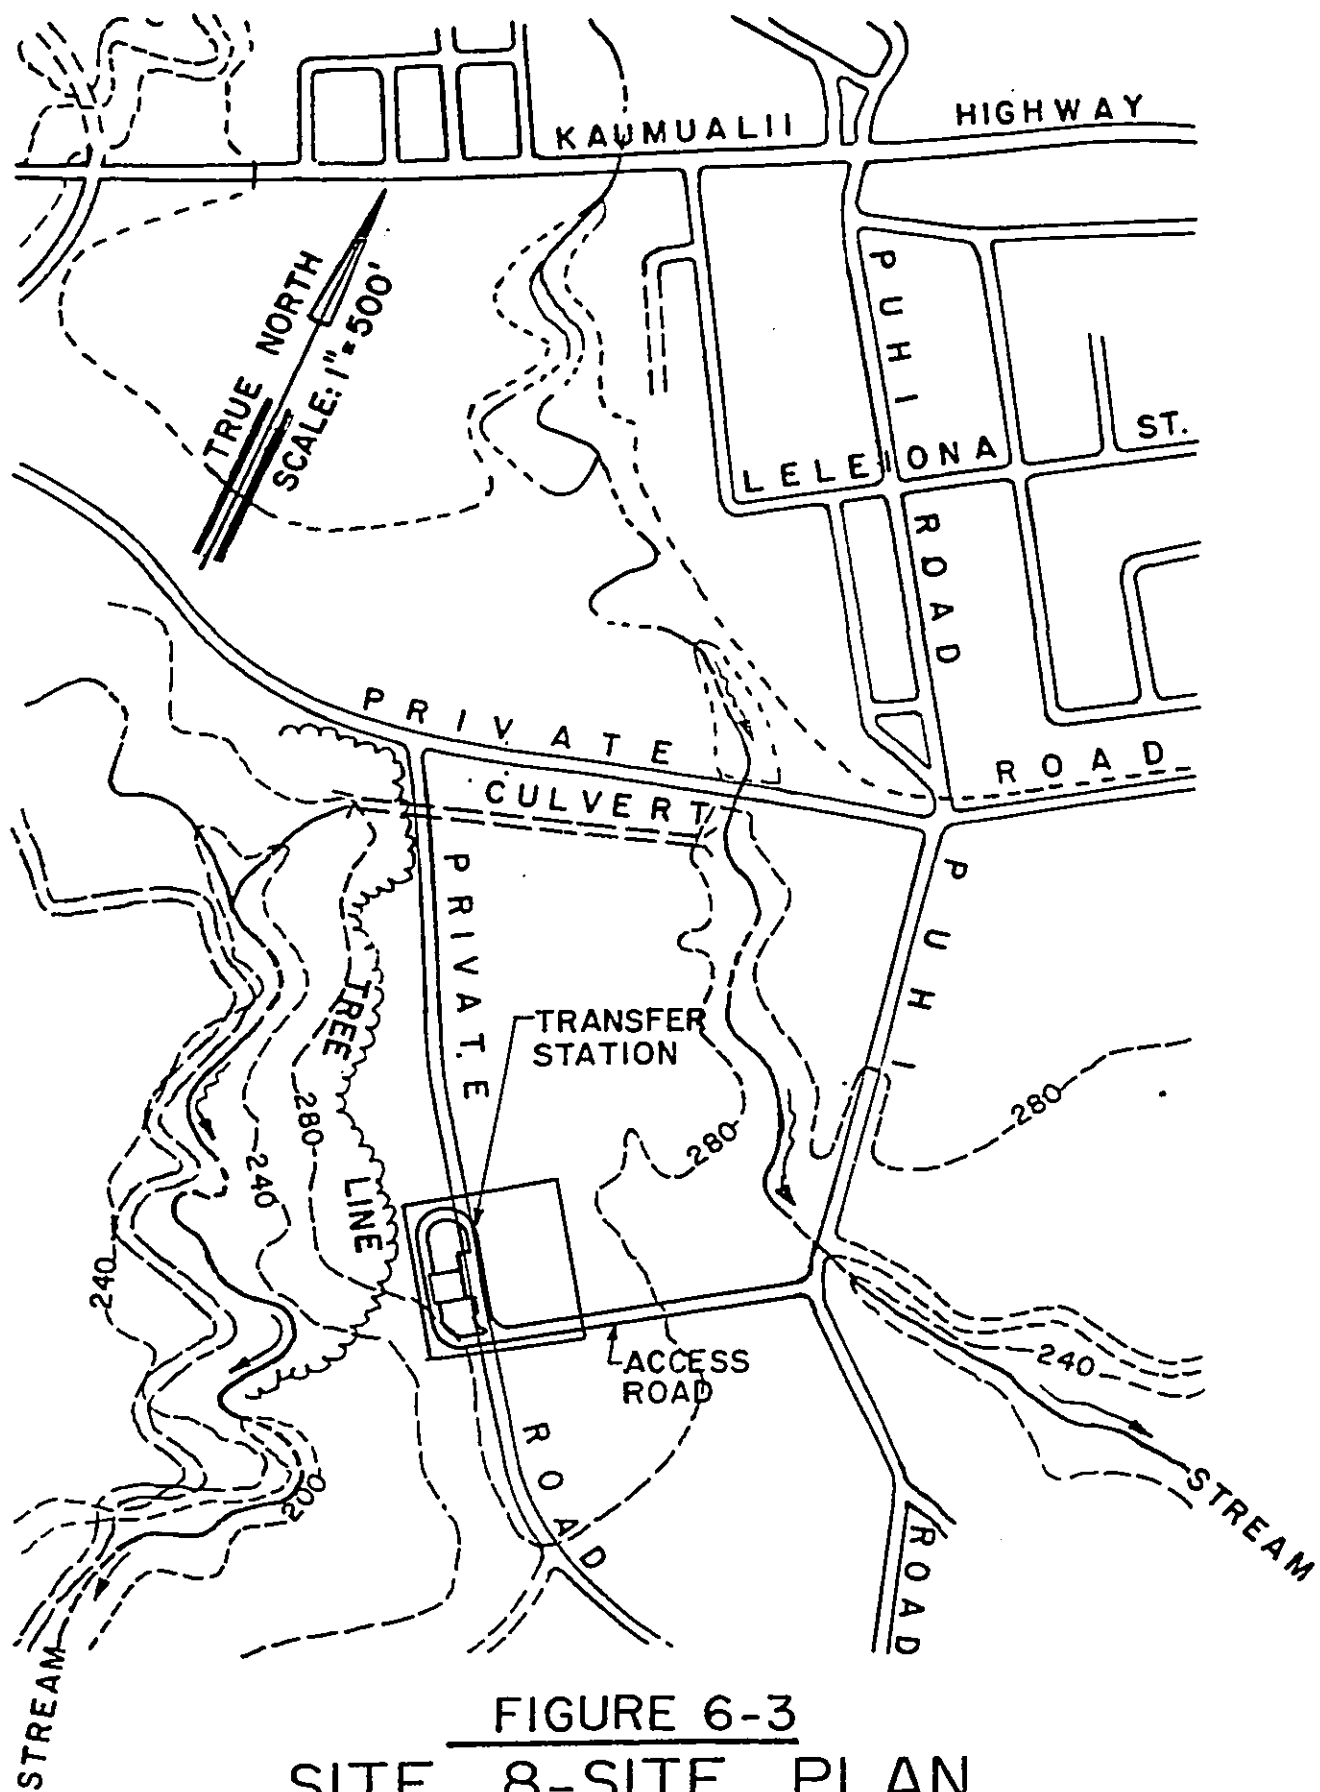 KAUMUALII HIGHWAY
TRUE NORTH
SCALE: 1"=500'
PUHI ROAD
LELEIONA ST.
PRIVATE ROAD
CULVERT
PRIVATE ROAD
PUHI ROAD
TREE LINE
TRANSFER
STATION
280
280
280
240
240
240
200
ACCESS
ROAD
STREAM
STREAM
FIGURE 6-3
SITE 8-SITE PLAN